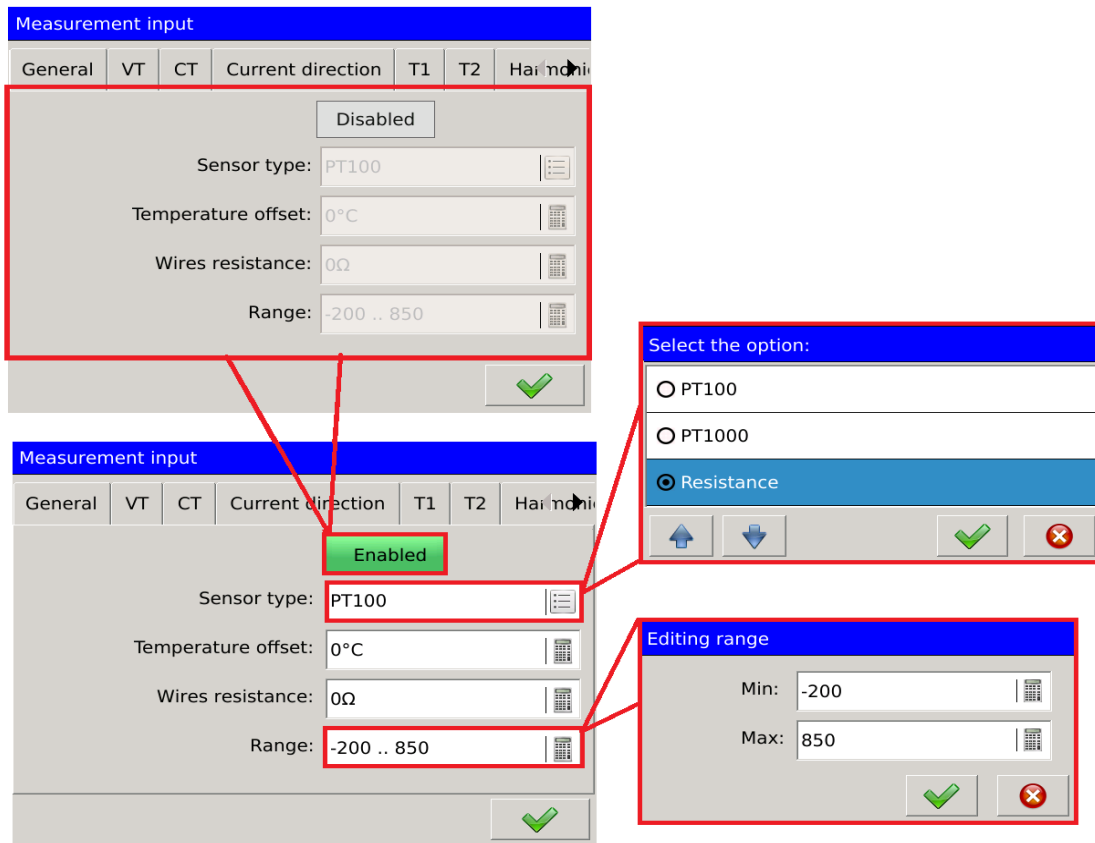 Measurement input
General VT CT Current direction T1 T2 Harmoni
Disabled
Sensor type: PT100
Temperature offset: 0°C
Wires resistance: 0Ω
Range: -200 .. 850
Measurement input
General VT CT Current direction T1 T2 Harmoni
Enabled
Sensor type: PT100
Temperature offset: 0°C
Wires resistance: 0Ω
Range: -200 .. 850
Select the option:
PT100
PT1000
Resistance
Editing range
Min: -200
Max: 850